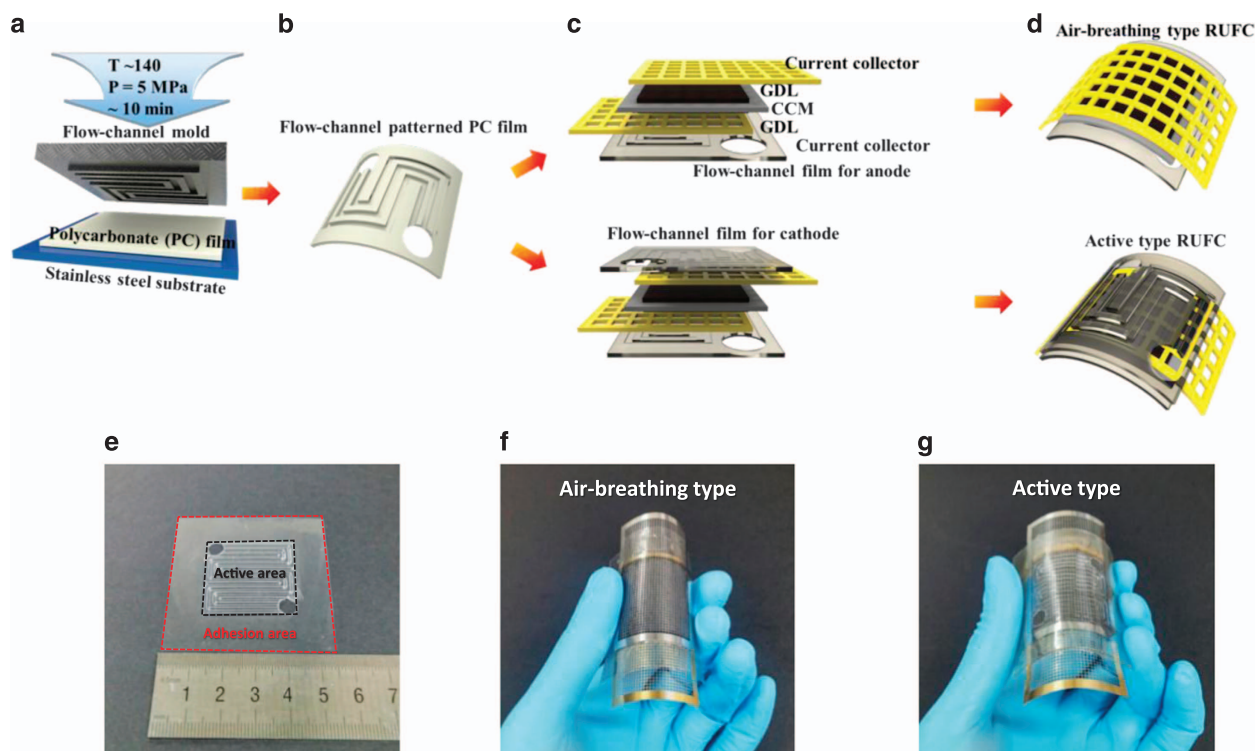 a
T ~140
P = 5 MPa
~ 10 min
Flow-channel mold
Polycarbonate (PC) film
Stainless steel substrate
b
Flow-channel patterned PC film
c
Current collector
GDL
CCM
GDL
Current collector
Flow-channel film for anode
Flow-channel film for cathode
d
Air-breathing type RUFC
Active type RUFC
e
Active area
Adhesion area
1 2 3 4 5 6 7
f
Air-breathing type
g
Active type